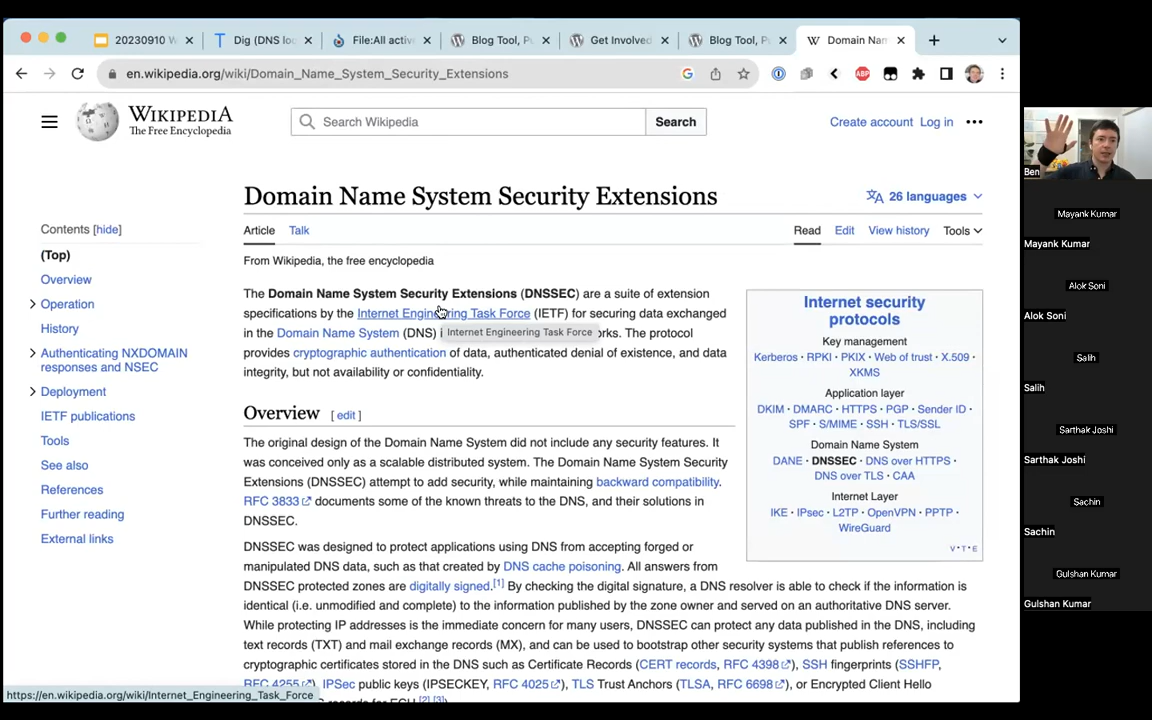 20230910 W
Dig (DNS lo
File:All active
Blog Tool, Pu
Get Involved
Blog Tool, Pu
Domain Nam
en.wikipedia.org/wiki/Domain_Name_System_Security_Extensions
WIKIPEDIA
The Free Encyclopedia
Search Wikipedia
Search
Create account Log in
Domain Name System Security Extensions
26 languages
Contents [hide]
(Top)
Overview
Operation
History
Authenticating NXDOMAIN
responses and NSEC
Deployment
IETF publications
Tools
See also
References
Further reading
External links
Article Talk
Read Edit View history Tools
From Wikipedia, the free encyclopedia
The Domain Name System Security Extensions (DNSSEC) are a suite of extension
specifications by the Internet Engineering Task Force (IETF) for securing data exchanged
in the Domain Name System (DNS) i
Internet Engineering Task Force
orks. The protocol
provides cryptographic authentication of data, authenticated denial of existence, and data
integrity, but not availability or confidentiality.
Overview [ edit ]
The original design of the Domain Name System did not include any security features. It
was conceived only as a scalable distributed system. The Domain Name System Security
Extensions (DNSSEC) attempt to add security, while maintaining backward compatibility.
RFC 3833 documents some of the known threats to the DNS, and their solutions in
DNSSEC.
DNSSEC was designed to protect applications using DNS from accepting forged or
manipulated DNS data, such as that created by DNS cache poisoning. All answers from
DNSSEC protected zones are digitally signed.[1] By checking the digital signature, a DNS resolver is able to check if the information is
identical (i.e. unmodified and complete) to the information published by the zone owner and served on an authoritative DNS server.
While protecting IP addresses is the immediate concern for many users, DNSSEC can protect any data published in the DNS, including
text records (TXT) and mail exchange records (MX), and can be used to bootstrap other security systems that publish references to
cryptographic certificates stored in the DNS such as Certificate Records (CERT records, RFC 4398), SSH fingerprints (SSHFP,
RFC 4255), IPSec public keys (IPSECKEY, RFC 4025), TLS Trust Anchors (TLSA, RFC 6698), or Encrypted Client Hello
Internet security
protocols
Key management
Kerberos · RPKI · PKIX · Web of trust · X.509 ·
XKMS
Application layer
DKIM · DMARC · HTTPS · PGP · Sender ID ·
SPF · S/MIME · SSH · TLS/SSL
Domain Name System
DANE · DNSSEC · DNS over HTTPS ·
DNS over TLS · CAA
Internet Layer
IKE · IPsec · L2TP · OpenVPN · PPTP ·
WireGuard
V·T·E
https://en.wikipedia.org/wiki/Internet_Engineering_Task_Force
Ben
Mayank Kumar
Mayank Kumar
Alok Soni
Alok Soni
Salih
Salih
Sarthak Joshi
Sarthak Joshi
Sachin
Sachin
Gulshan Kumar
Gulshan Kumar